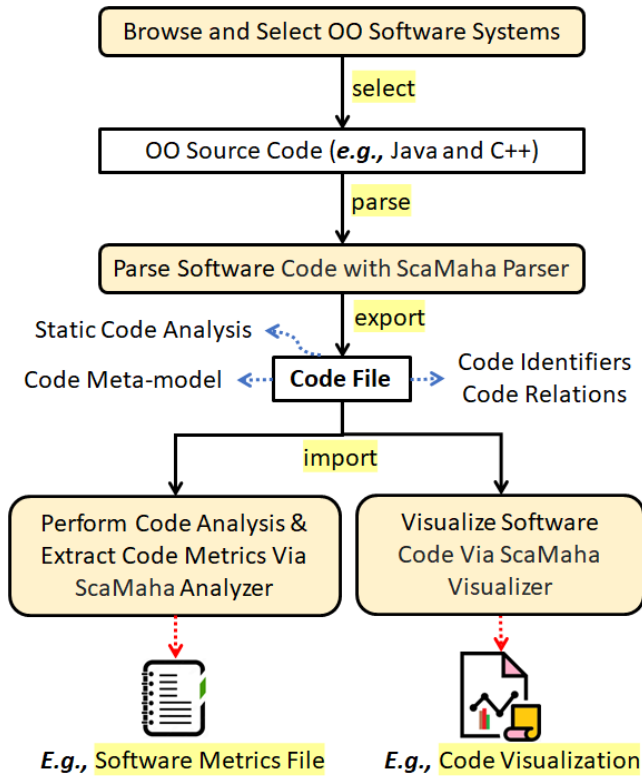 Browse and Select OO Software Systems
select
OO Source Code (e.g., Java and C++)
parse
Parse Software Code with ScaMaha Parser
export
Static Code Analysis
Code Meta-model
Code File
Code Identifiers
Code Relations
import
Perform Code Analysis &
Extract Code Metrics Via
ScaMaha Analyzer
Visualize Software
Code Via ScaMaha
Visualizer
E.g., Software Metrics File
E.g., Code Visualization